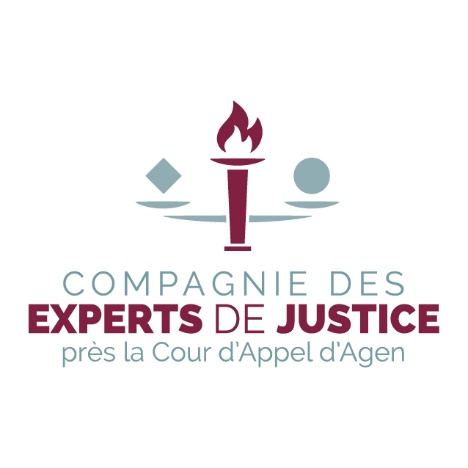 COMPAGNIE DES
EXPERTS DE JUSTICE
près la Cour d'Appel d'Agen